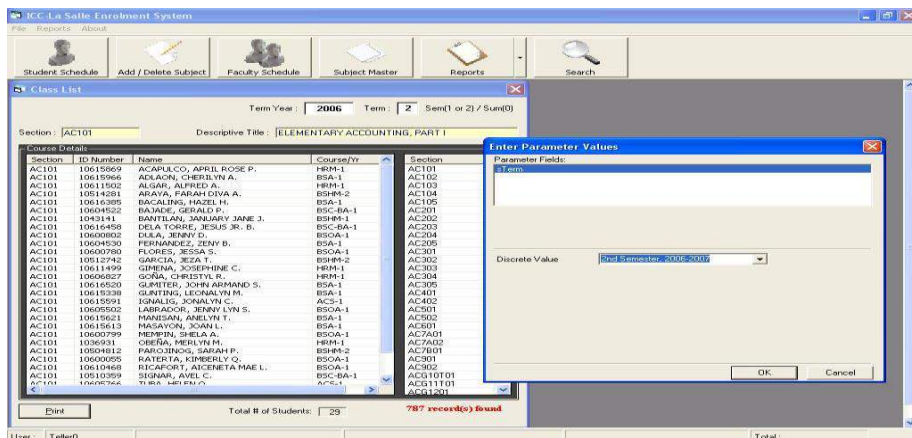 ICC-La Salle Enrolment System
File Reports About
Student Schedule Add / Delete Subject Faculty Schedule Subject Master Reports Search
Class List
Term Year : 2006 Term : 2 Sem(1 or 2) / Sum(0)
Section : AC101 Descriptive Title : ELEMENTARY ACCOUNTING, PART I
Course Details
Section ID Number Name Course/Yr Section
AC101 10615869 ACAPULCO, APRIL ROSE P. HRM-1 AC101
AC101 10615966 ADLAON, CHERILYN A. BSA-1 AC102
AC101 10611502 ALGAR, ALFRED A. HRM-1 AC103
AC101 10514281 ARAYA, FARAH DIVA A. BSHM-2 AC104
AC101 10616385 BACALING, HAZEL H. BSA-1 AC105
AC101 10604522 BAJADE, GERALD P. BSC-BA-1 AC201
AC101 1043141 BANTILAN, JANUARY JANE J. BSHM-1 AC202
AC101 10616458 DELA TORRE, JESUS JR. B. BSC-BA-1 AC203
AC101 10600802 DULA, JENNY D. BSOA-1 AC204
AC101 10604530 FERNANDEZ, ZENY B. BSA-1 AC205
AC101 10600780 FLORES, JESSA S. BSOA-1 AC301
AC101 10512742 GARCIA, JEZA T. BSHM-2 AC302
AC101 10611499 GIMENA, JOSEPHINE C. HRM-1 AC303
AC101 10606827 GOÑA, CHRISTYL R. HRM-1 AC304
AC101 10616520 GUMITER, JOHN ARMAND S. BSA-1 AC305
AC101 10615338 GUNTING, LEONALYN M. BSA-1 AC401
AC101 10615591 IGNALIG, JONALYN C. ACS-1 AC402
AC101 10605502 LABRADOR, JENNY LYN S. BSOA-1 AC501
AC101 10615621 MANISAN, ANELYN T. BSA-1 AC502
AC101 10615613 MASAYON, JOAN L. BSA-1 AC601
AC101 10600799 MEMPIN, SHELA A. BSOA-1 AC7A01
AC101 1036931 OBEÑA, MERLYN M. HRM-1 AC7A02
AC101 10504812 PAROJINOG, SARAH P. BSHM-2 AC7B01
AC101 10600055 RATERTA, KIMBERLY Q. BSOA-1 AC901
AC101 10610468 RICAFORT, AICENETA MAE L. BSOA-1 AC902
AC101 10510359 SIGNAR, AVEL C. BSC-BA-1 ACG10T01
AC101 10605766 TUBA, HELEN O. ACS-1 ACG11T01
ACG1201
Print Total # of Students: 29 787 record(s) found
Enter Parameter Values
Parameter Fields:
sTerm
Discrete Value 2nd Semester, 2006-2007
OK Cancel
User : Teller0 Total :